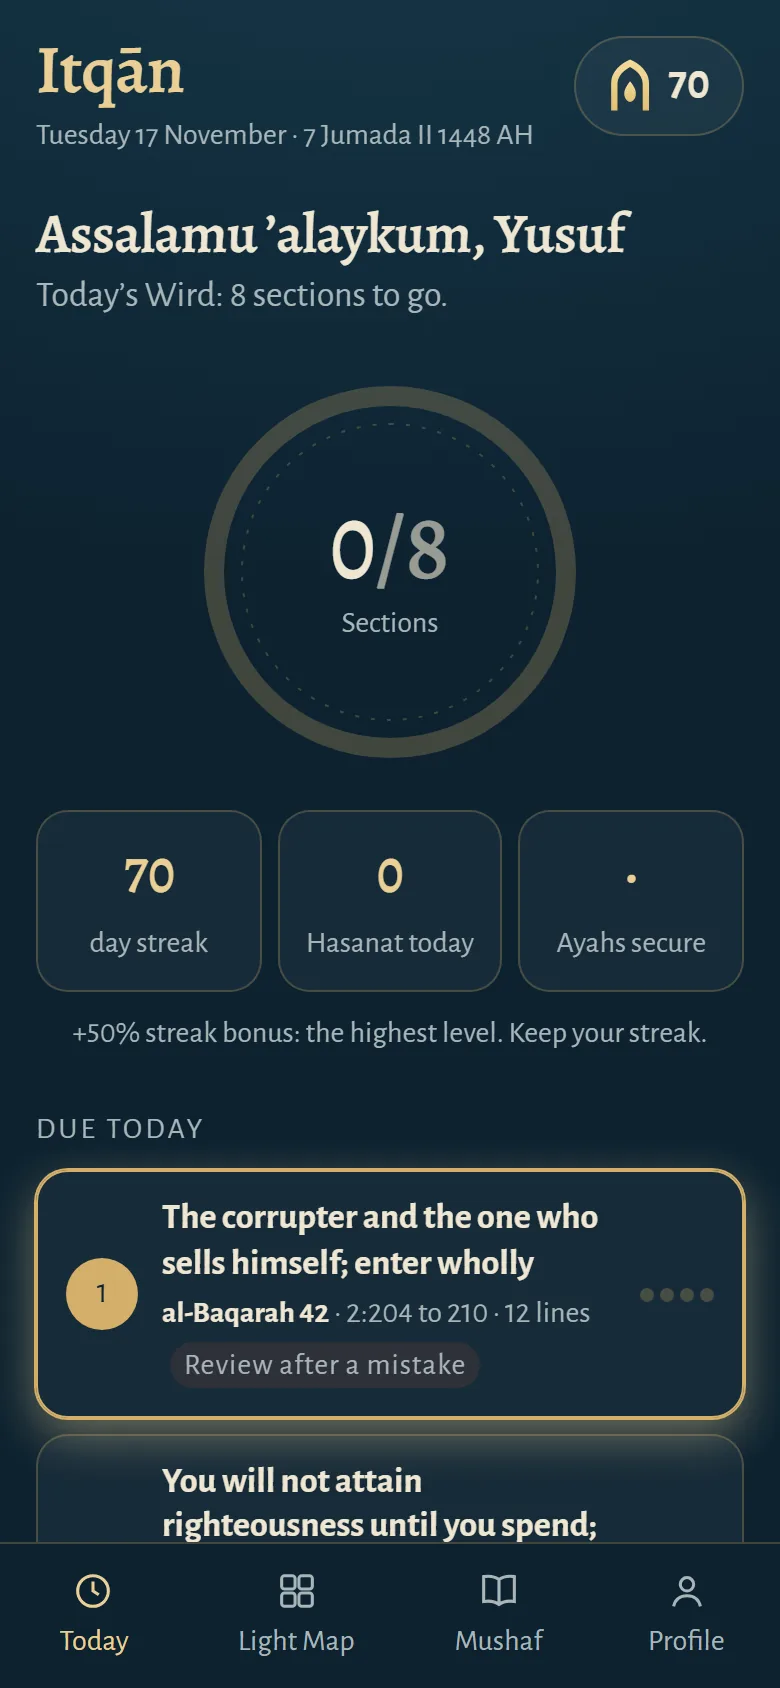 Itqān
70
Tuesday 17 November · 7 Jumada II 1448 AH
Assalamu ’alaykum, Yusuf
Today’s Wird: 8 sections to go.
0/8
Sections
70
day streak
0
Hasanat today
·
Ayahs secure
+50% streak bonus: the highest level. Keep your streak.
DUE TODAY
1
The corrupter and the one who
sells himself; enter wholly
al-Baqarah 42 · 2:204 to 210 · 12 lines
Review after a mistake
You will not attain
righteousness until you spend;
Today
Light Map
Mushaf
Profile